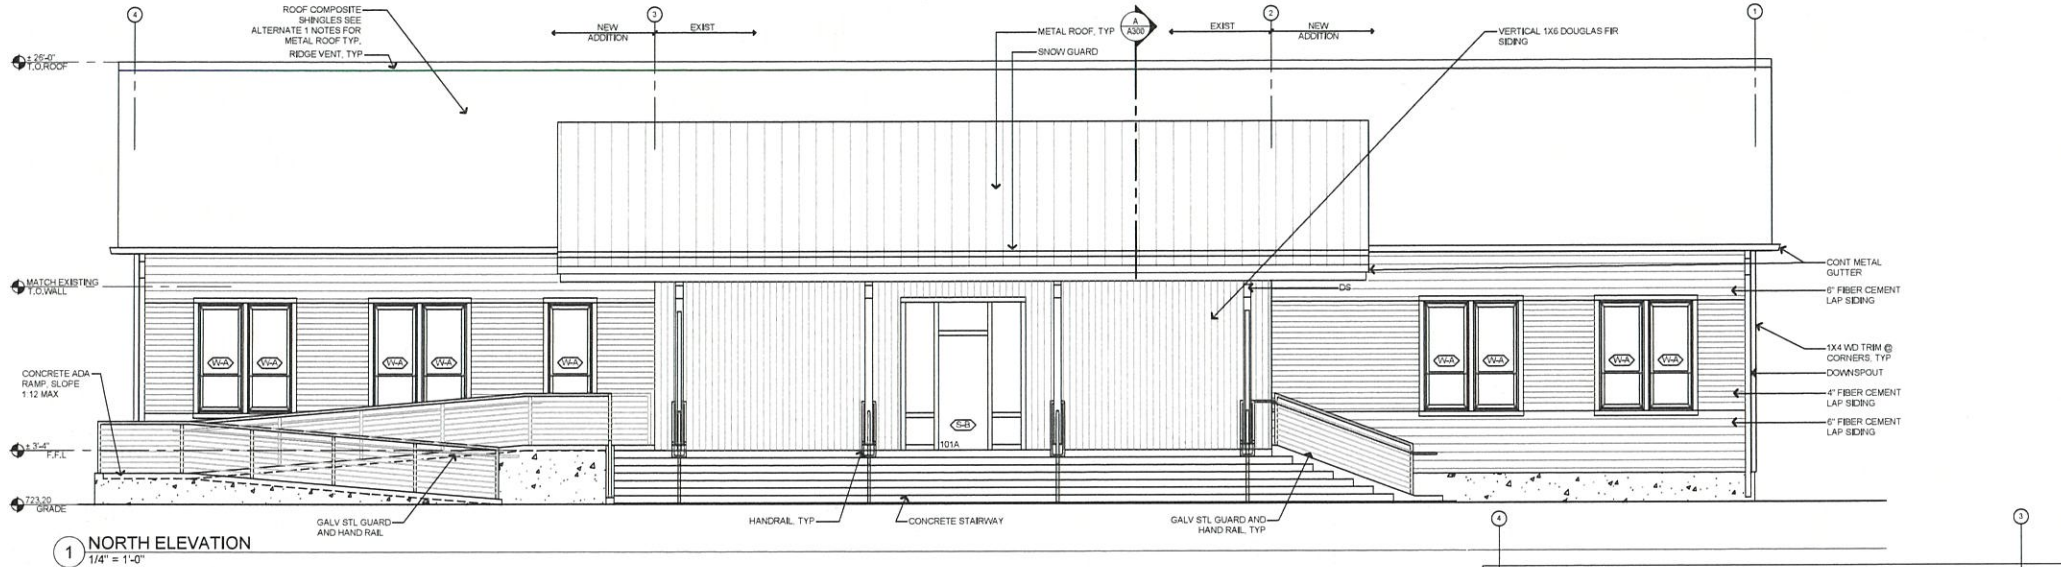 4
ROOF COMPOSITE
SHINGLES SEE
ALTERNATE 1 NOTES FOR
METAL ROOF TYP,
RIDGE VENT, TYP
NEW
ADDITION
3
EXIST
METAL ROOF, TYP
SNOW GUARD
A
A300
EXIST
2
NEW
ADDITION
VERTICAL 1X6 DOUGLAS FIR
SIDING
1
± 26'-0"
T.O.ROOF
MATCH EXISTING
T.O.WALL
CONT METAL
GUTTER
DS
6" FIBER CEMENT
LAP SIDING
1X4 WD TRIM @
CORNERS, TYP
DOWNSPOUT
4" FIBER CEMENT
LAP SIDING
6" FIBER CEMENT
LAP SIDING
W-A
W-A
W-A
W-A
W-A
W-A
W-A
W-A
W-A
CONCRETE ADA
RAMP, SLOPE
1:12 MAX
S-B
101A
± 3'-4"
F.F.L
723.20
GRADE
GALV STL GUARD
AND HAND RAIL
HANDRAIL, TYP
CONCRETE STAIRWAY
GALV STL GUARD AND
HAND RAIL, TYP
4
3
1 NORTH ELEVATION
1/4" = 1'-0"